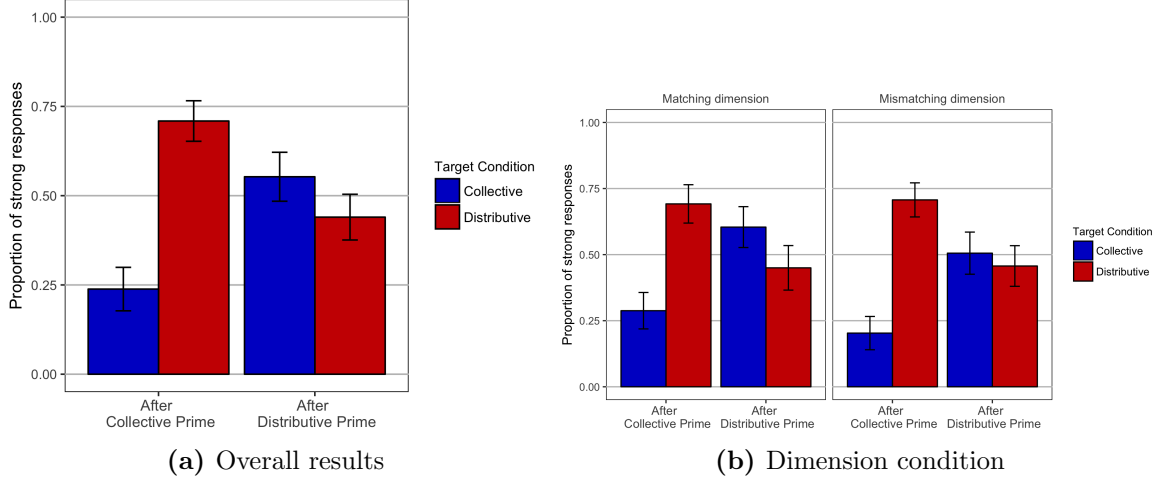 Proportion of strong responses
1.00
0.75
0.50
0.25
0.00
After
Collective Prime
After
Distributive Prime
Target Condition
Collective
Distributive
(a) Overall results
Matching dimension
Mismatching dimension
Proportion of strong responses
1.00
0.75
0.50
0.25
0.00
After
Collective Prime
After
Distributive Prime
After
Collective Prime
After
Distributive Prime
Target Condition
Collective
Distributive
(b) Dimension condition